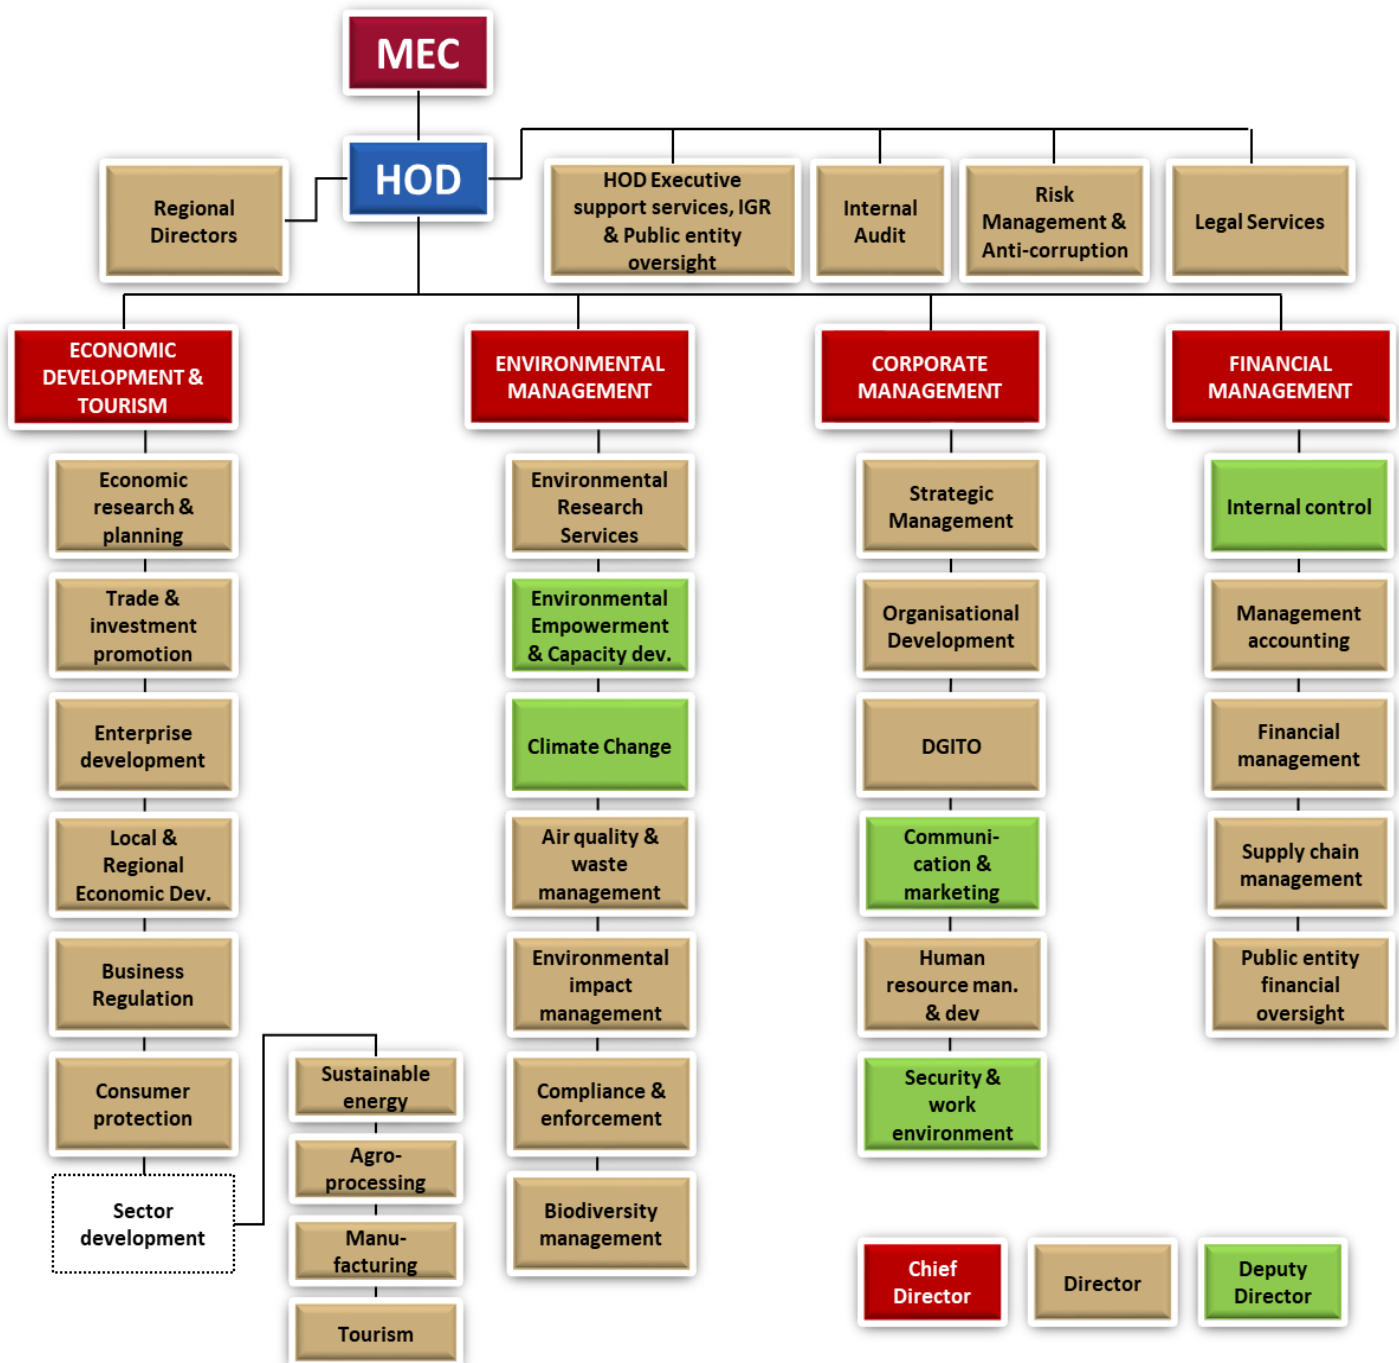 MEC
HOD
Regional
Directors
HOD Executive
support services, IGR
& Public entity
oversight
Internal
Audit
Risk
Management &
Anti-corruption
Legal Services
ECONOMIC
DEVELOPMENT &
TOURISM
Economic
research &
planning
Trade &
investment
promotion
Enterprise
development
Local &
Regional
Economic Dev.
Business
Regulation
Consumer
protection
Sector
development
Sustainable
energy
Agro-
processing
Manu-
facturing
Tourism
ENVIRONMENTAL
MANAGEMENT
Environmental
Research
Services
Environmental
Empowerment
& Capacity dev.
Climate Change
Air quality &
waste
management
Environmental
impact
management
Compliance &
enforcement
Biodiversity
management
CORPORATE
MANAGEMENT
Strategic
Management
Organisational
Development
DGITO
Communi-
cation &
marketing
Human
resource man.
& dev
Security &
work
environment
FINANCIAL
MANAGEMENT
Internal control
Management
accounting
Financial
management
Supply chain
management
Public entity
financial
oversight
Chief
Director
Director
Deputy
Director